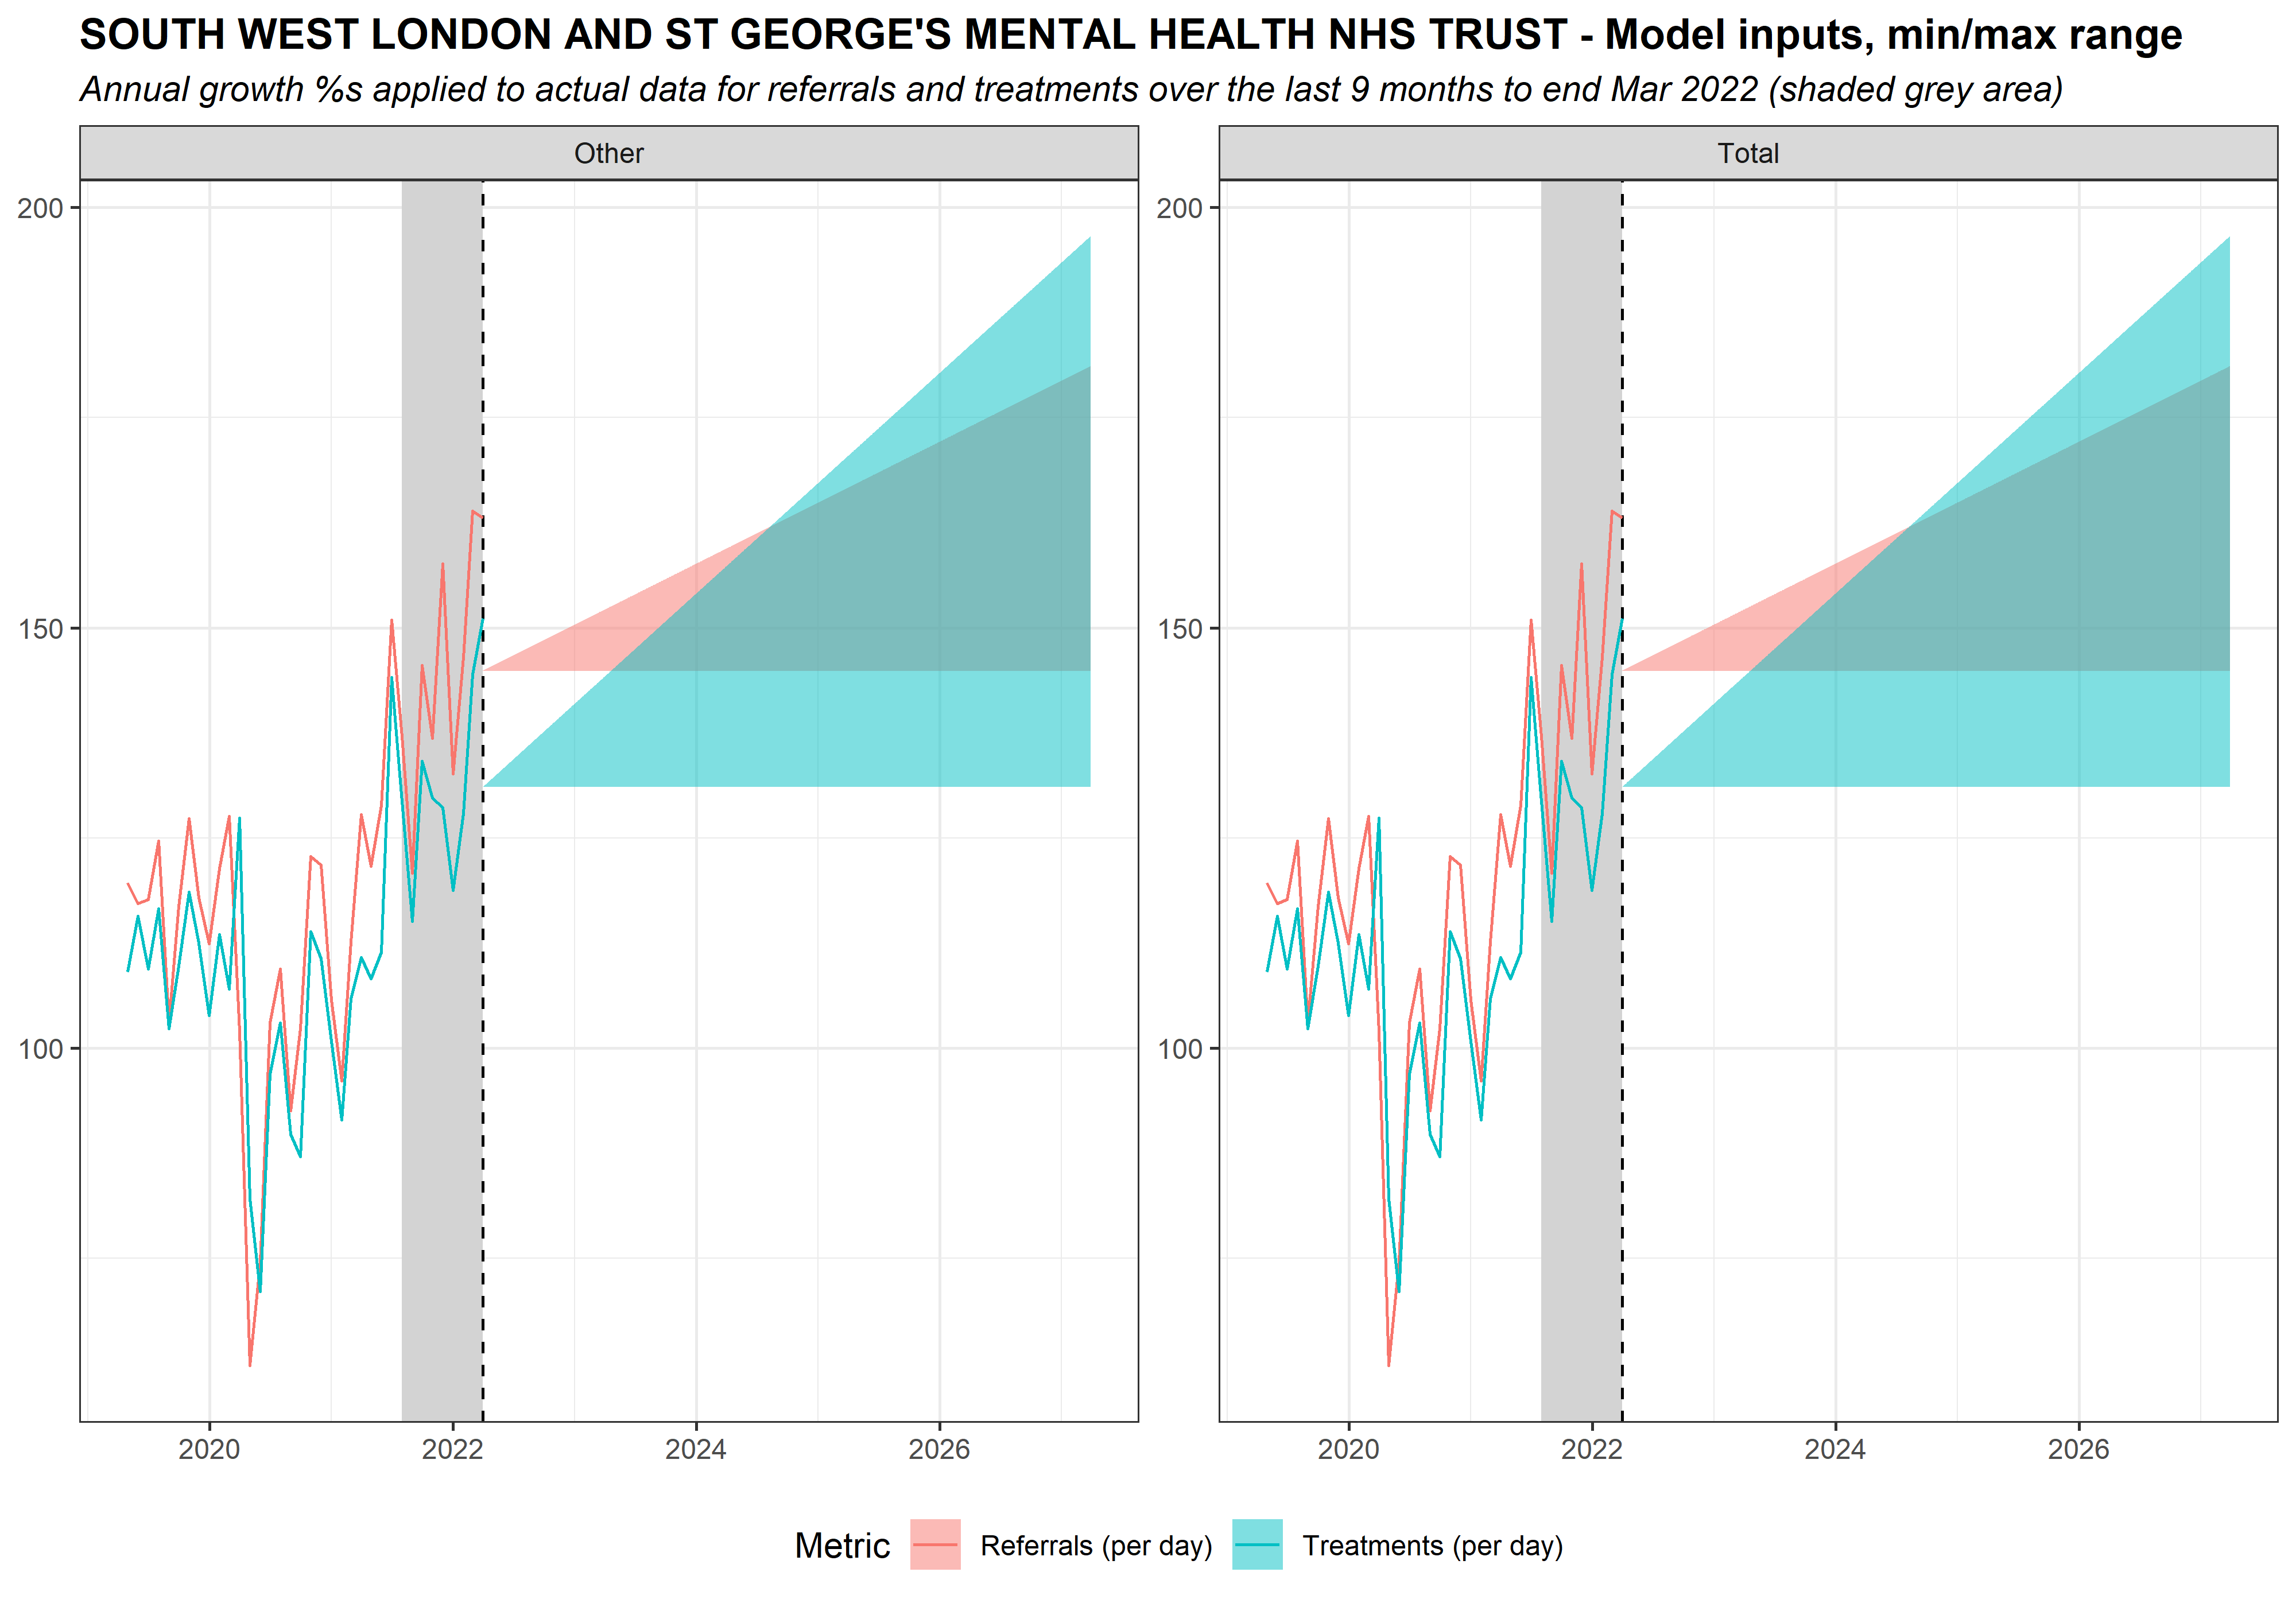 SOUTH WEST LONDON AND ST GEORGE'S MENTAL HEALTH NHS TRUST - Model inputs, min/max range
Annual growth %s applied to actual data for referrals and treatments over the last 9 months to end Mar 2022 (shaded grey area)
Other
Total
200
150
100
200
150
100
2020
2022
2024
2026
2020
2022
2024
2026
Metric
Referrals (per day)
Treatments (per day)